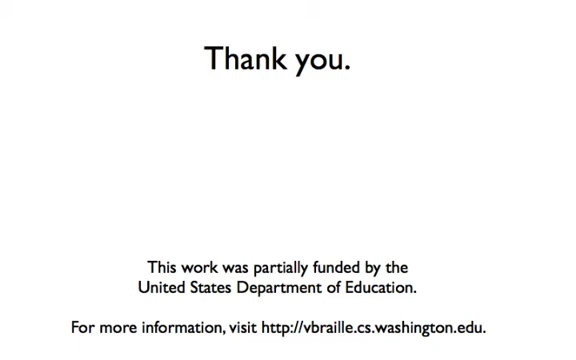 Thank you.
This work was partially funded by the
United States Department of Education.
For more information, visit http://vbraille.cs.washington.edu.